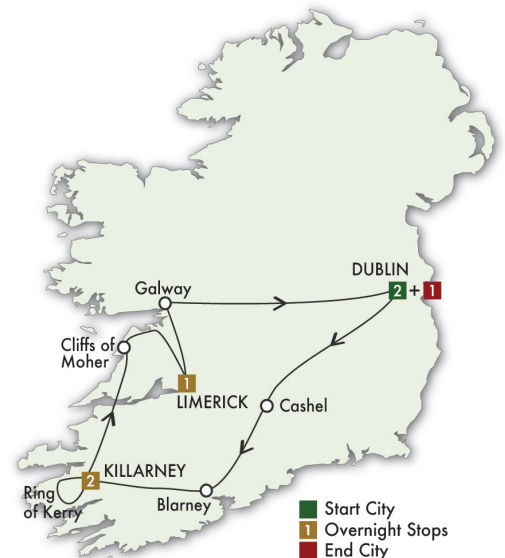 DUBLIN
2 + 1
Galway
Cliffs of
Moher
1
LIMERICK
Cashel
2 KILLARNEY
Ring
of Kerry
Blarney
Start City
1 Overnight Stops
End City